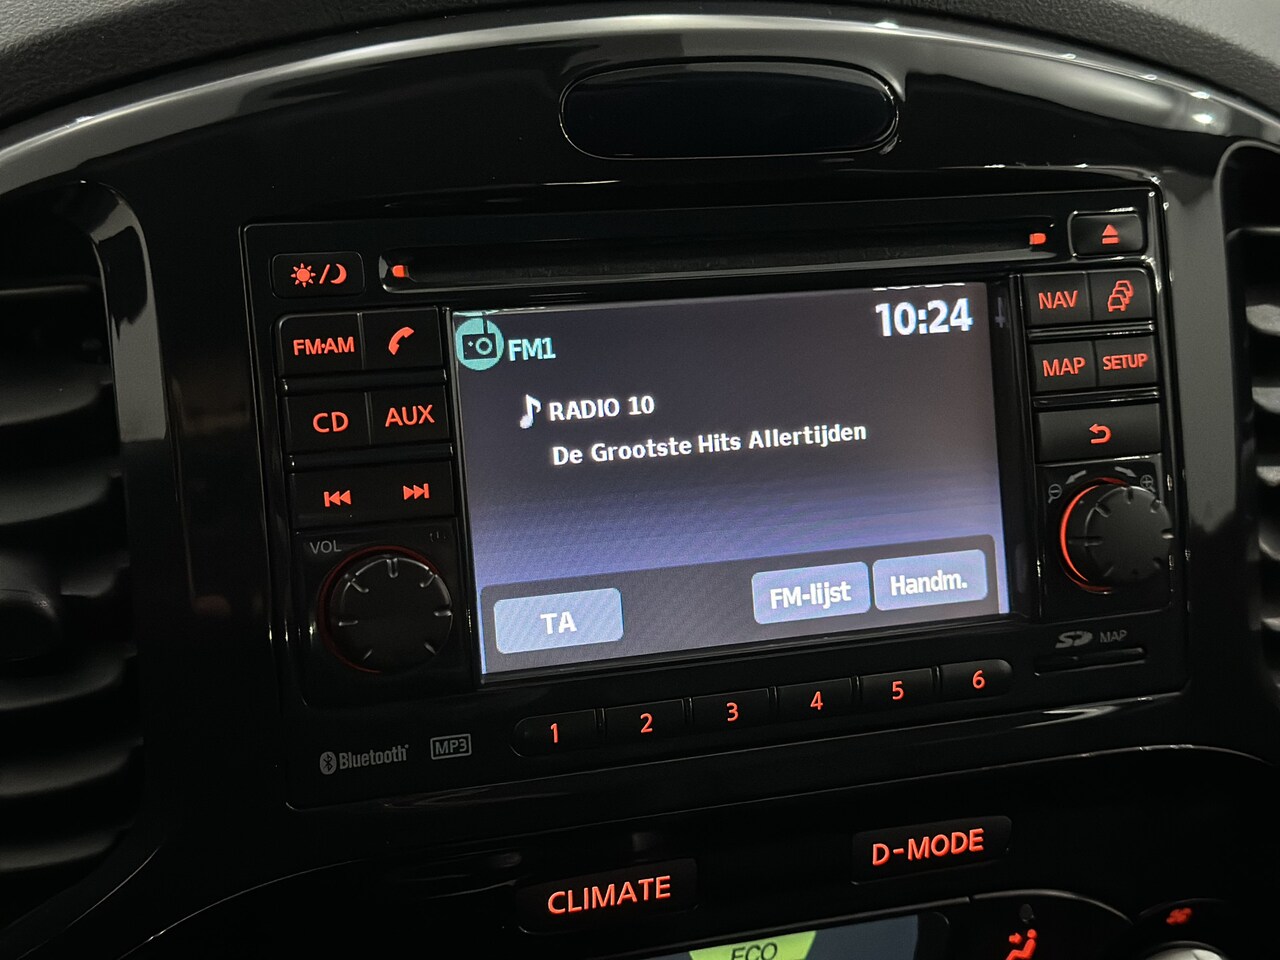 FM1
10:24
RADIO 10
De Grootste Hits Allertijden
TA
FM-lijst
Handm.
FM·AM
CD
AUX
VOL
NAV
MAP
SETUP
SD MAP
1 2 3 4 5 6
Bluetooth
MP3
CLIMATE
D-MODE
ECO